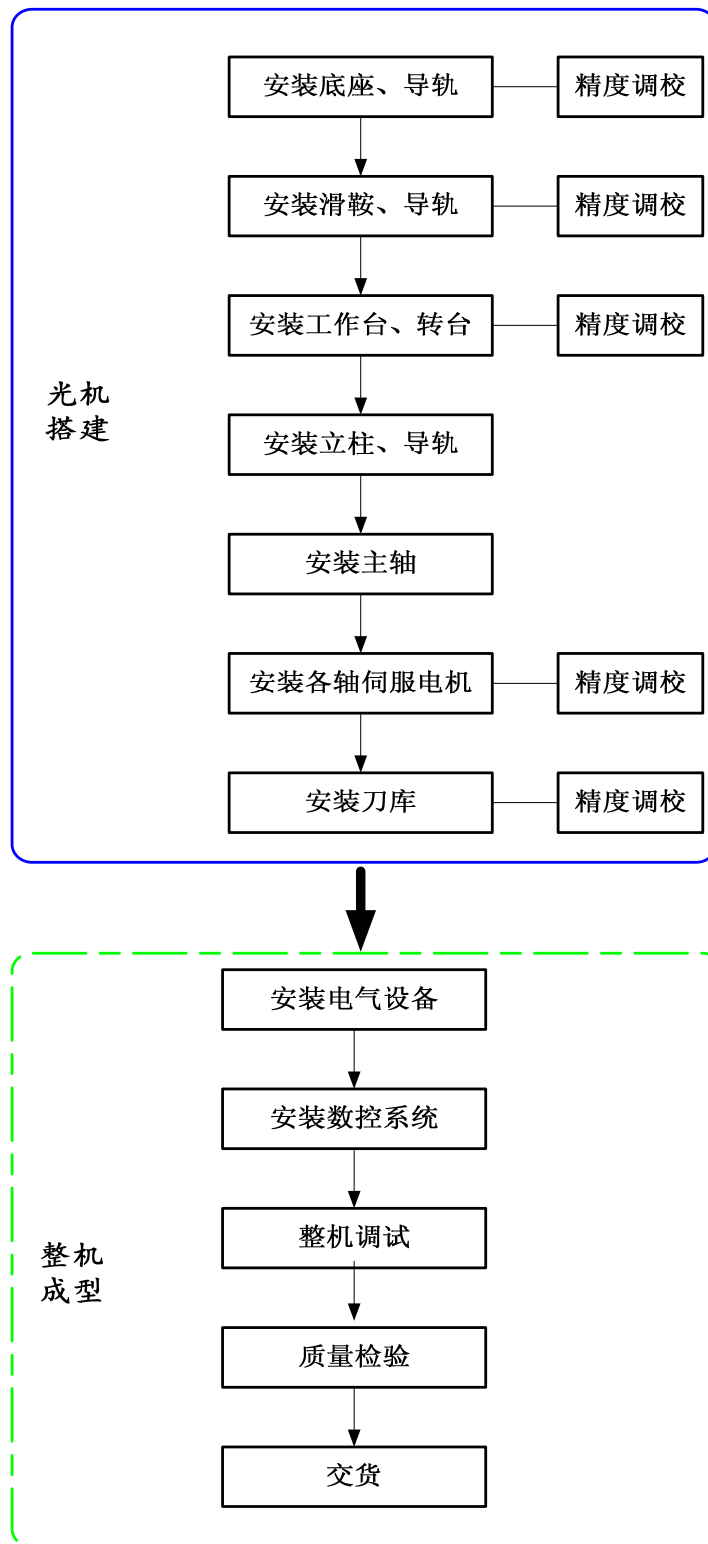 安装底座、导轨
精度调校
安装滑鞍、导轨
精度调校
安装工作台、转台
精度调校
光机
搭建
安装立柱、导轨
安装主轴
安装各轴伺服电机
精度调校
安装刀库
精度调校
安装电气设备
安装数控系统
整机调试
整机
成型
质量检验
交货